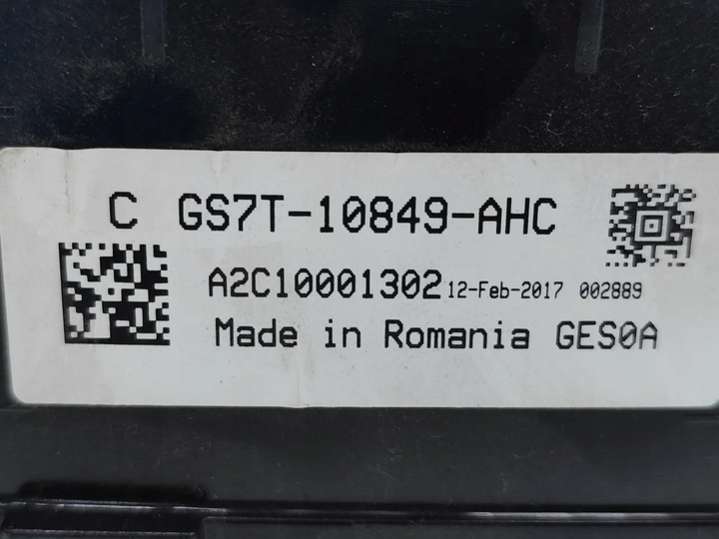 C GS7T-10849-AHC
A2C10001302 12-Feb-2017 002889
Made in Romania GES0A